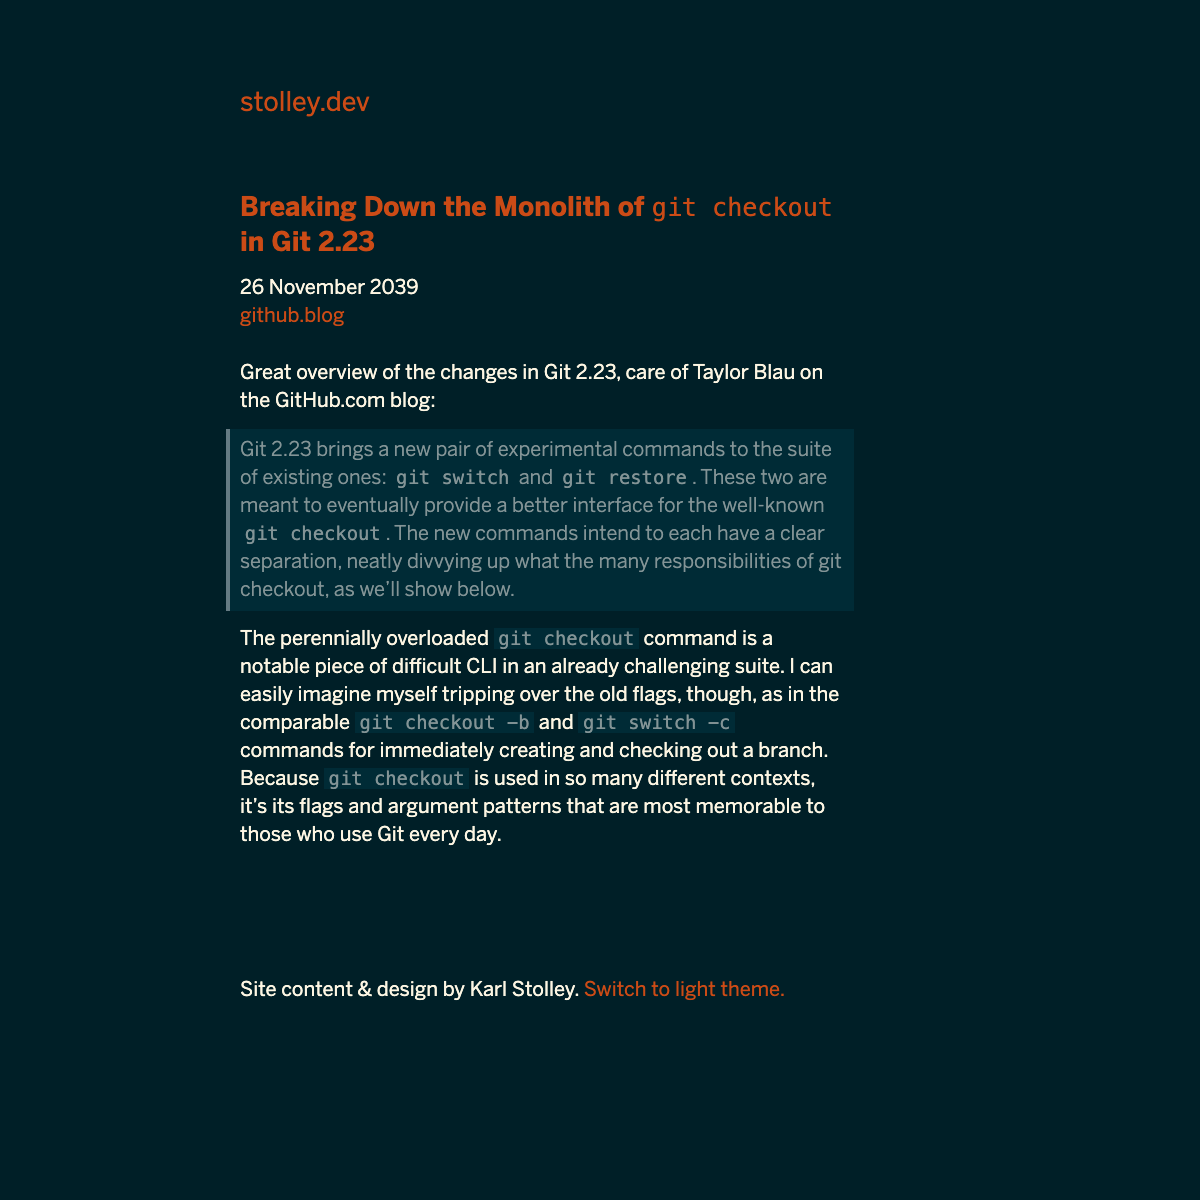 stolley.dev
Breaking Down the Monolith of git checkout
in Git 2.23
26 November 2039
github.blog
Great overview of the changes in Git 2.23, care of Taylor Blau on
the GitHub.com blog:
Git 2.23 brings a new pair of experimental commands to the suite
of existing ones: git switch and git restore. These two are
meant to eventually provide a better interface for the well-known
git checkout. The new commands intend to each have a clear
separation, neatly divvying up what the many responsibilities of git
checkout, as we’ll show below.
The perennially overloaded git checkout command is a
notable piece of difficult CLI in an already challenging suite. I can
easily imagine myself tripping over the old flags, though, as in the
comparable git checkout -b and git switch -c
commands for immediately creating and checking out a branch.
Because git checkout is used in so many different contexts,
it’s its flags and argument patterns that are most memorable to
those who use Git every day.
Site content & design by Karl Stolley. Switch to light theme.